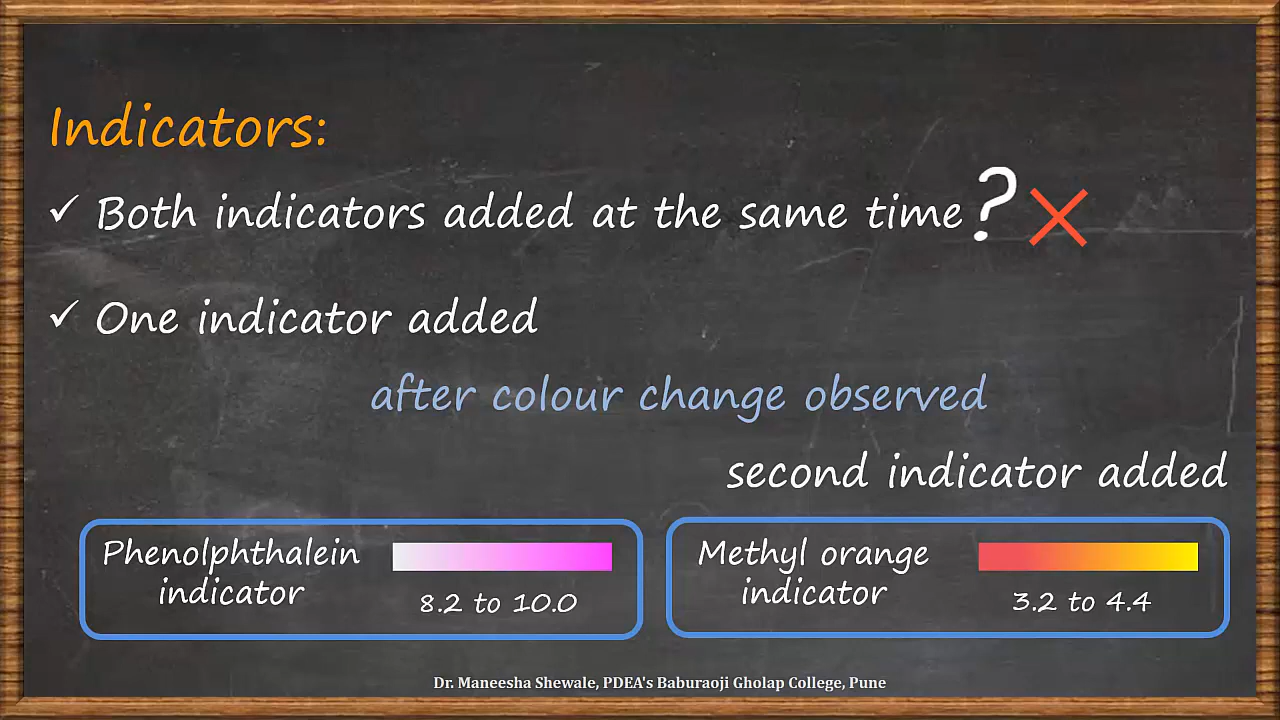 Indicators:
✓ Both indicators added at the same time?
✓ One indicator added
after colour change observed
second indicator added
Phenolphthalein
indicator
8.2 to 10.0
Methyl orange
indicator
3.2 to 4.4
Dr. Maneesha Shewale, PDEA's Baburaoji Gholap College, Pune